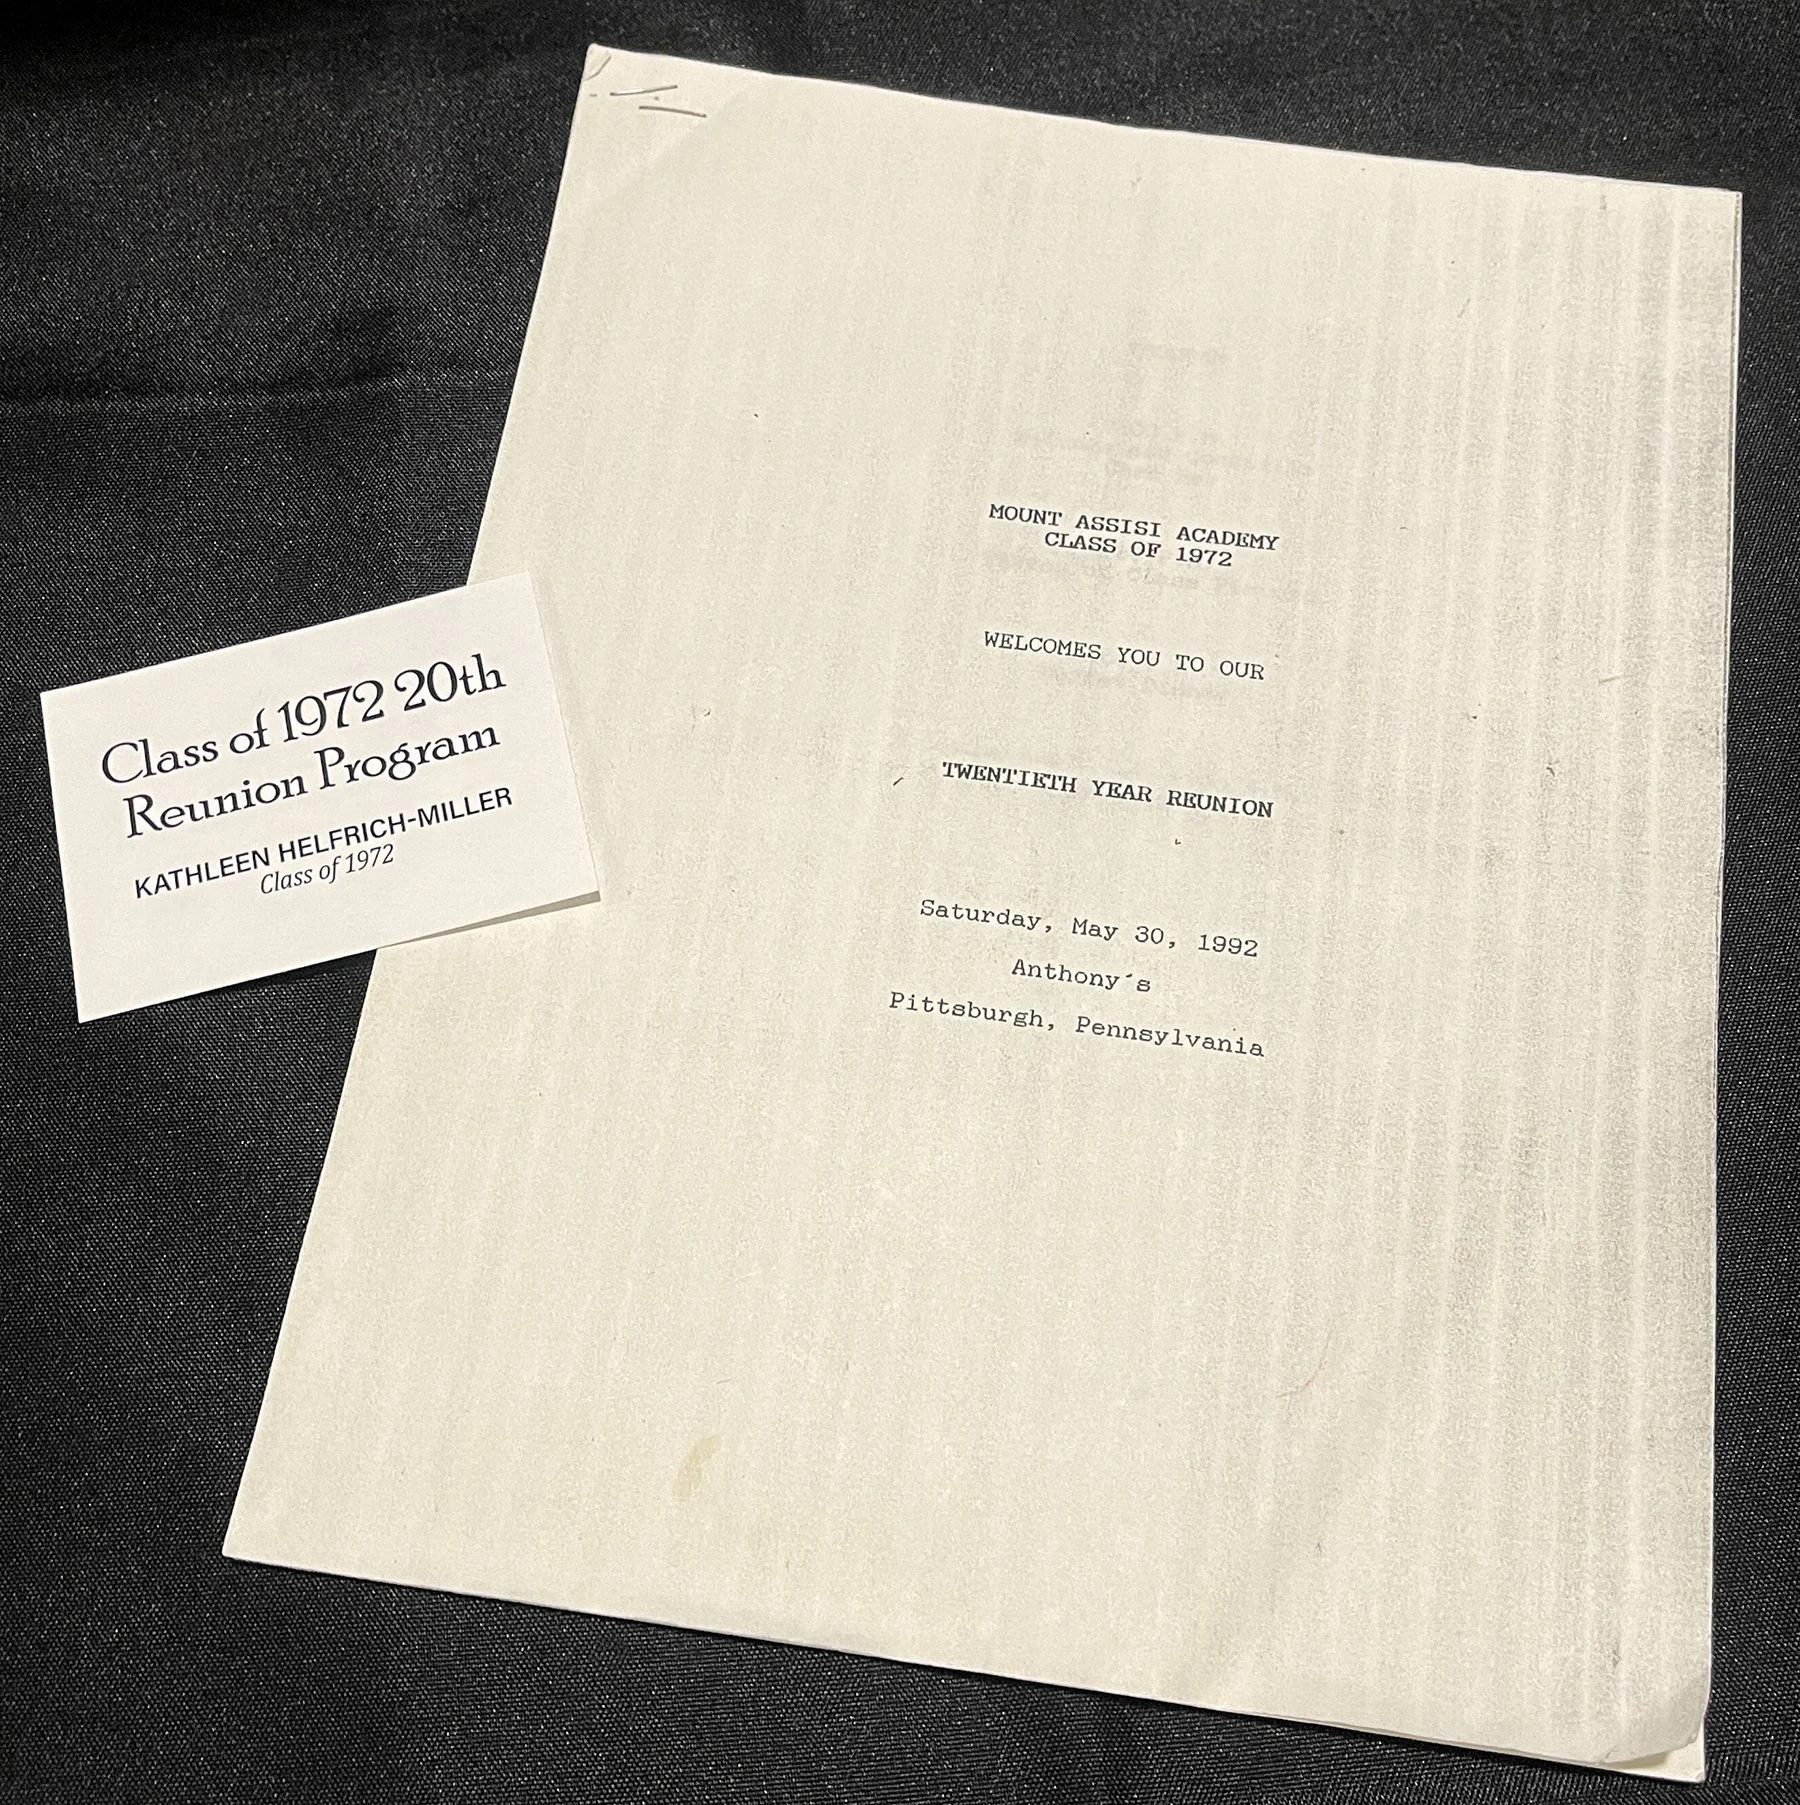 Class of 1972 20th
Reunion Program
KATHLEEN HELFRICH-MILLER
Class of 1972
MOUNT ASSISI ACADEMY
CLASS OF 1972
WELCOMES YOU TO OUR
TWENTIETH YEAR REUNION
Saturday, May 30, 1992
Anthony´s
Pittsburgh, Pennsylvania